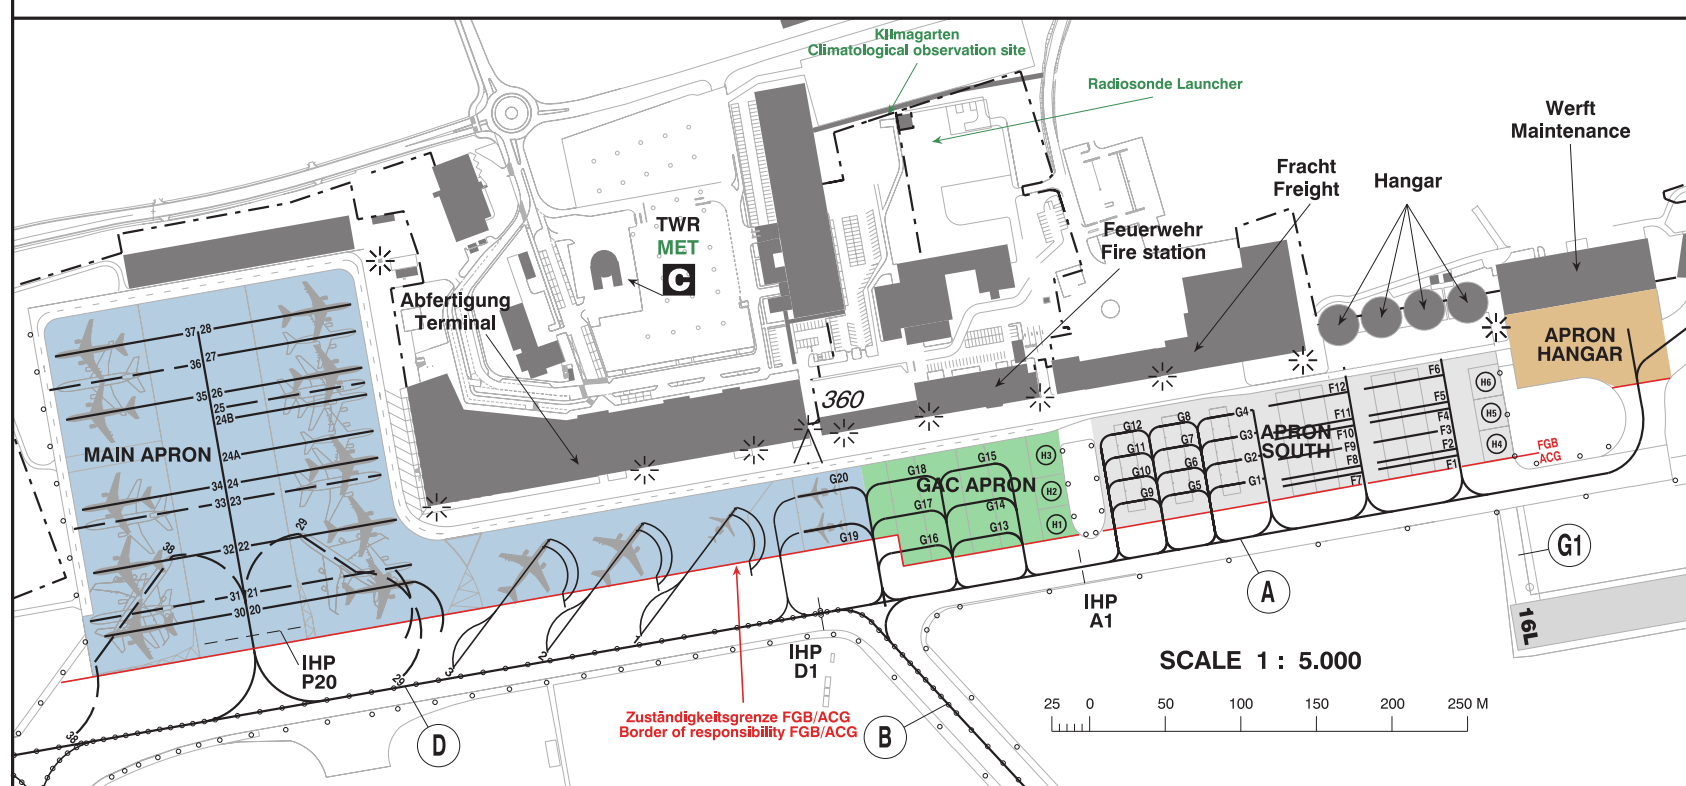 Klimagarten
Climatological observation site
Radiosonde Launcher
Werft
Maintenance
Fracht
Freight
Hangar
TWR
MET
C
Feuerwehr
Fire station
Abfertigung
Terminal
360
MAIN APRON
37 28
36 27
35 26
25
24B
24A
34 24
33 23
32 22
31 21
30 20
29
38
38
29
3
2
1
IHP
P20
IHP
D1
IHP
A1
GAC APRON
G20
G19
G18
G17
G16
G15
G14
G13
H3
H2
H1
G12
G11
G10
G9
G8
G7
G6
G5
G4
G3
G2
G1
APRON
SOUTH
F12
F11
F10
F9
F8
F7
F6
F5
F4
F3
F2
F1
H6
H5
H4
APRON
HANGAR
FGB
ACG
G1
A
B
D
16L
Zuständigkeitsgrenze FGB/ACG
Border of responsibility FGB/ACG
SCALE 1 : 5.000
25 0 50 100 150 200 250 M